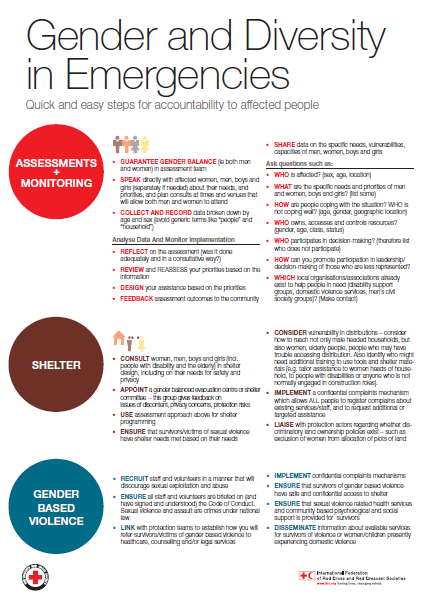 Gender and Diversity
in Emergencies
Quick and easy steps for accountability to affected people
ASSESSMENTS
+
MONITORING
• GUARANTEE GENDER BALANCE (ie both men
and women) in assessment team
• SPEAK directly with affected women, men, boys and
girls (separately if needed) about their needs, and
priorities, and plan consults at times and venues that
will allow both men and women to attend
• COLLECT AND RECORD data broken down by
age and sex (avoid generic terms like "people" and
"household")
Analyse Data And Monitor Implementation
• REFLECT on the assessment (was it done
adequately and in a consultative way?)
• REVIEW and REASSESS your priorities based on the
information
• DESIGN your assistance based on the priorities
• FEEDBACK assessment outcomes to the community
• SHARE data on the specific needs, vulnerabilities,
capacities of men, women, boys and girls
Ask questions such as:
• WHO is affected? (sex, age, location)
• WHAT are the specific needs and priorities of men
and women, boys and girls? (list some)
• HOW are people coping with the situation? WHO is
not coping well? (age, gender, geographic location)
• WHO owns, accesses and controls resources?
(gender, age, class, status)
• WHO participates in decision-making? (therefore list
who does not participate)
• HOW can you promote participation in leadership/
decision-making of those who are less represented?
• WHICH local organisations/associations already
exist to help people in need (disability support
groups, domestic violence services, men's civil
society groups)? (Make contact)
SHELTER
• CONSULT women, men, boys and girls (incl.
people with disability and the elderly) in shelter
design, including on their needs for safety and
privacy
• APPOINT a gender balanced evacuation centre or shelter
committee – this group gives feedback on
issues of discontent, privacy concerns, protection risks
• USE assessment approach above for shelter
programming
• ENSURE that survivors/victims of sexual violence
have shelter needs met based on their needs
• CONSIDER vulnerability in distributions – consider
how to reach not only male headed households, but
also women, elderly people, people who may have
trouble accessing distribution. Also identify who might
need additional training to use tools and shelter mate-
rials (e.g. tailor assistance to women heads of house-
hold, to people with disabilities or anyone who is not
normally engaged in construction roles).
• IMPLEMENT a confidential complaints mechanism
which allows ALL people to register complaints about
existing services/staff, and to request additional or
targeted assistance
• LIAISE with protection actors regarding whether dis-
criminatory land ownership policies exist – such as
exclusion of women from allocation of plots of land
GENDER
BASED
VIOLENCE
• RECRUIT staff and volunteers in a manner that will
discourage sexual exploitation and abuse
• ENSURE all staff and volunteers are briefed on (and
have signed and understood) the Code of Conduct.
Sexual violence and assault are crimes under national
law
• LINK with protection teams to establish how you will
refer survivors/victims of gender based violence to
healthcare, counseling and/or legal services
• IMPLEMENT confidential complaints mechanisms
• ENSURE that survivors of gender based violence
have safe and confidential access to shelter
• ENSURE that sexual violence related health services
and community based psychological and social
support is provided for survivors
• DISSEMINATE information about available services
for survivors of violence or women/children presently
experiencing domestic violence
International Federation
of Red Cross and Red Crescent Societies
www.ifrc.org Saving lives, changing minds.